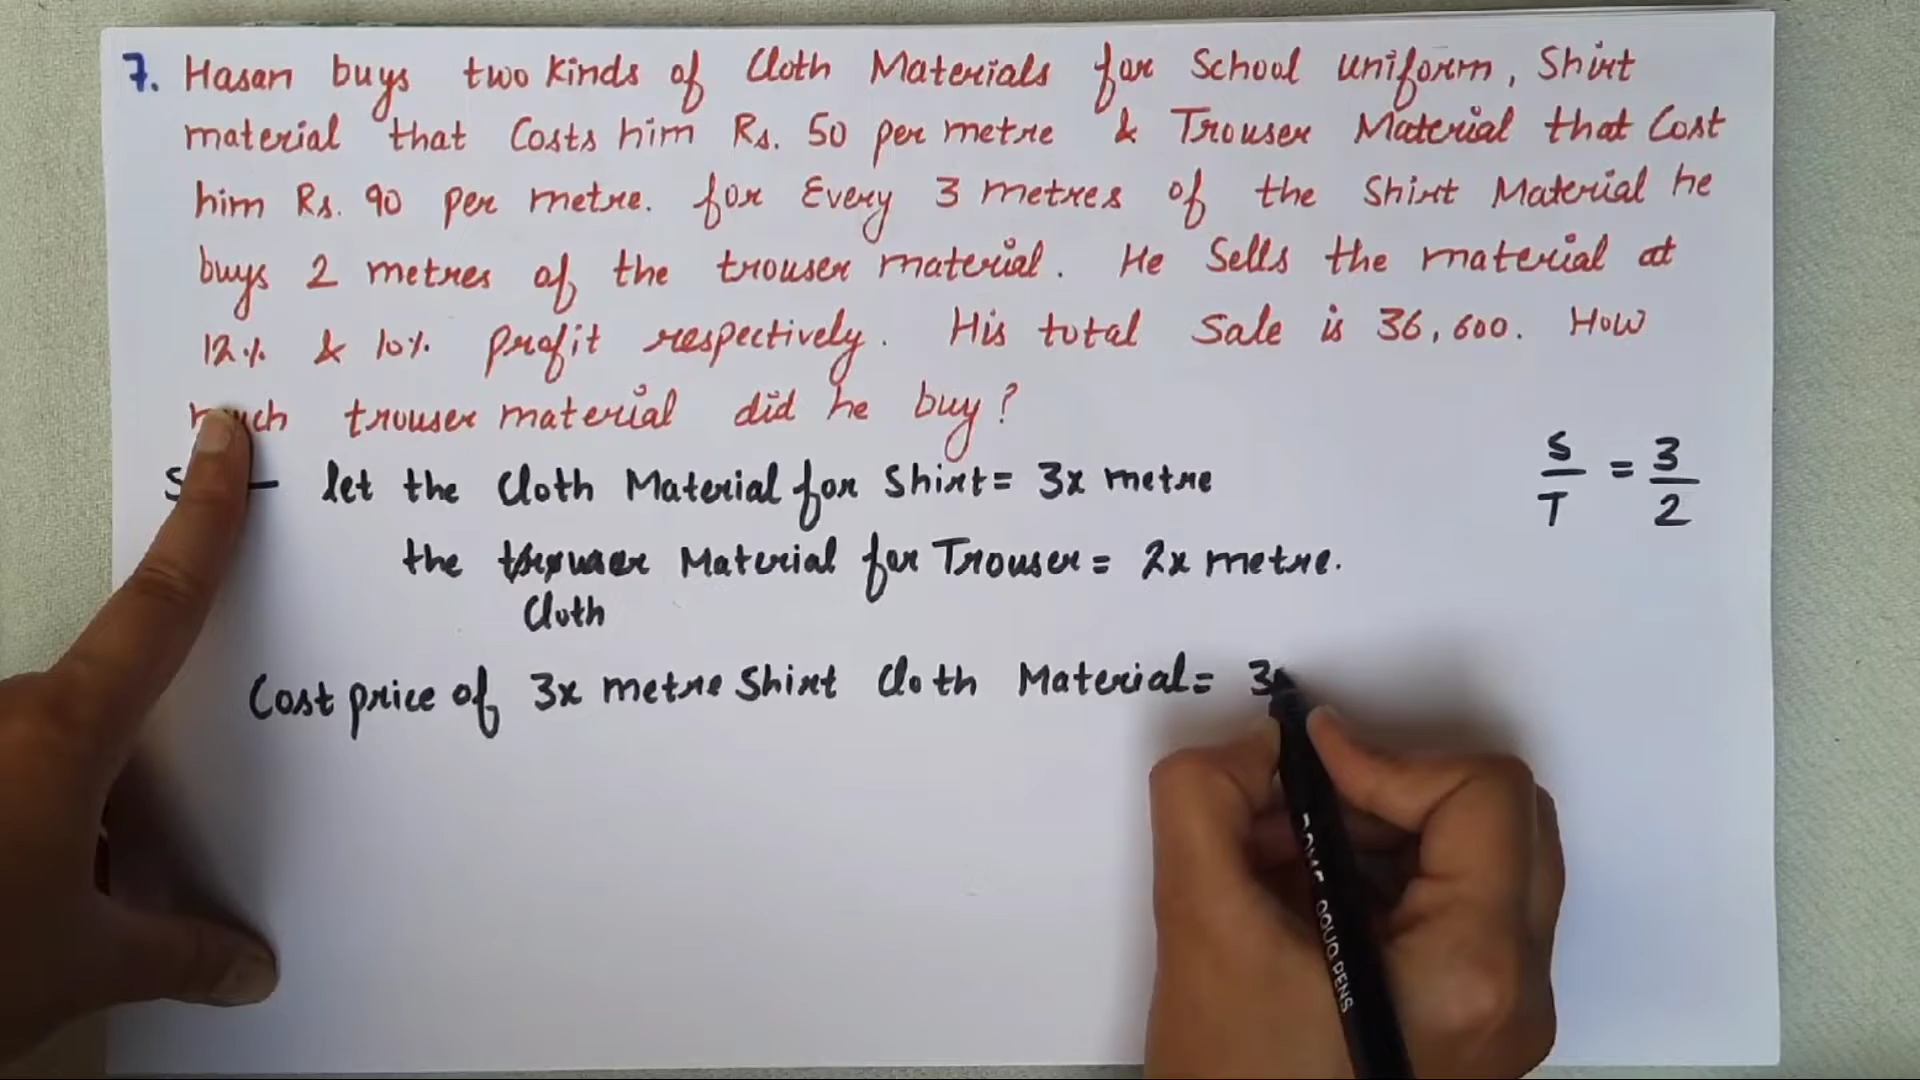 7. Hasan buys two kinds of Cloth Materials for School uniform, Shirt
material that Costs him Rs. 50 per metre & Trouser Material that Cost
him Rs. 90 per metre. for Every 3 metres of the Shirt Material he
buys 2 metres of the trouser material. He Sells the material at
12% & 10% profit respectively. His total Sale is 36,600. How
much trouser material did he buy?
let the Cloth Material for Shirt = 3x metre
S/T = 3/2
the Material for Trouser = 2x metre.
Cloth
Cost price of 3x metre Shirt Cloth Material = 3
GOLD PENS